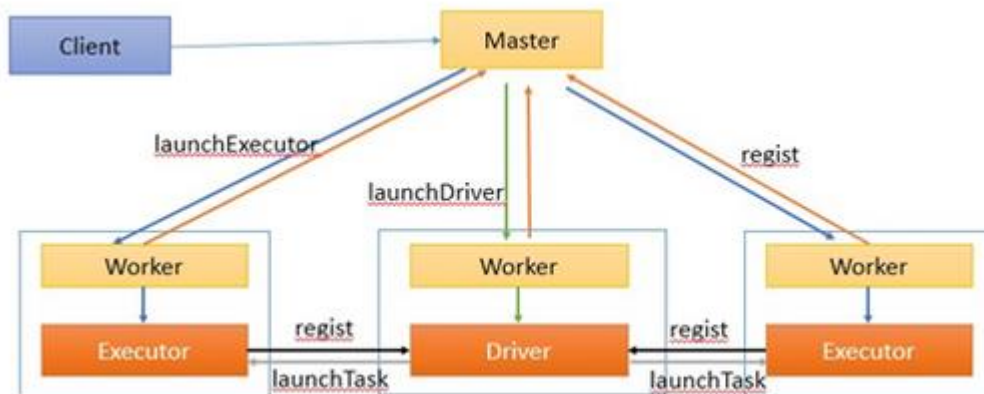 Client
Master
launchExecutor
regist
launchDriver
Worker
Worker
Worker
Executor
regist
Driver
regist
Executor
launchTask
launchTask